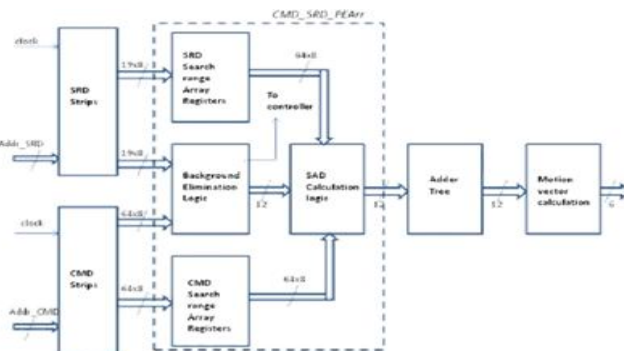 CMD_SRD_PEArr
clock
SRD
Strips
Addr_SRD
19x8
19x8
SRD
Search
range
Array
Registers
64x8
To
controller
Background
Elimination
Logic
12
SAD
Calculation
logic
12
Adder
Tree
12
Motion
vector
calculation
6
clock
CMD
Strips
Addr_CMD
64x8
64x8
CMD
Search
range
Array
Registers
64x8